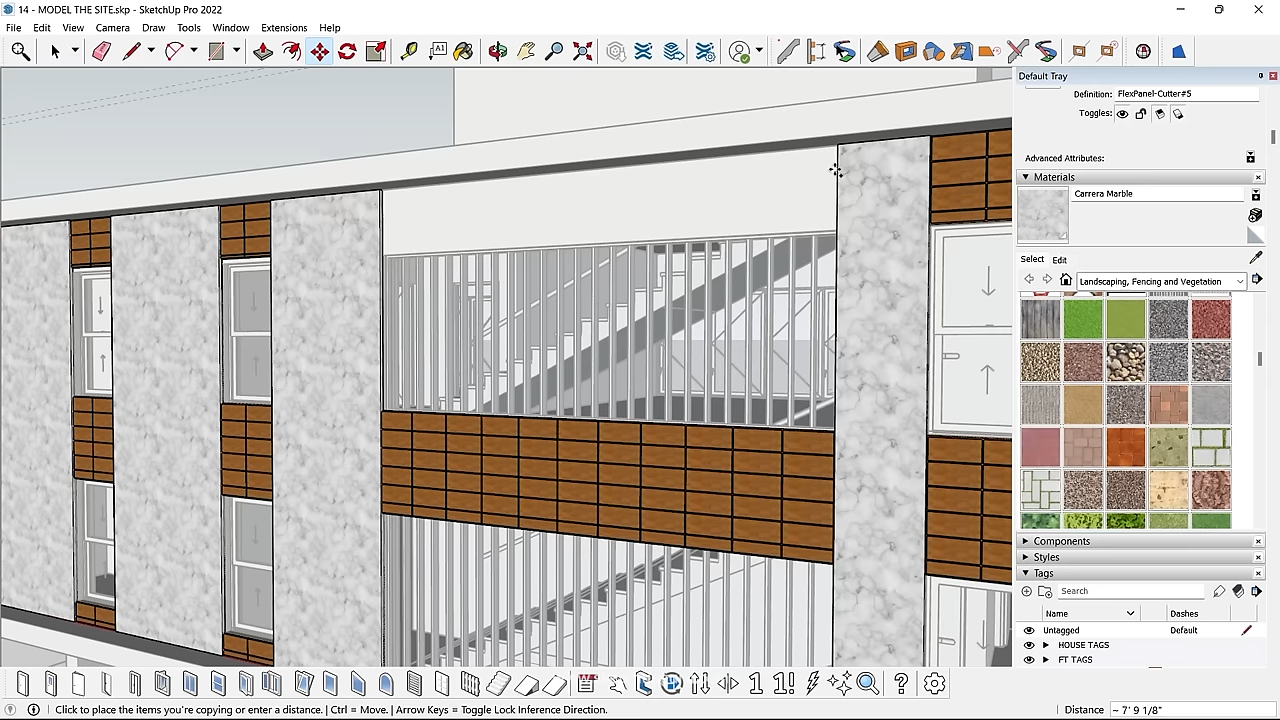 14 - MODEL THE SITE.skp - SketchUp Pro 2022
File Edit View Camera Draw Tools Window Extensions Help
Default Tray
Definition: FlexPanel-Cutter#5
Toggles:
Advanced Attributes:
Materials
Carrera Marble
Select Edit
Landscaping, Fencing and Vegetation
Components
Styles
Tags
Search
Name Dashes
Untagged Default
HOUSE TAGS
FT TAGS
Click to place the items you're copying or enter a distance. | Ctrl = Move. | Arrow Keys = Toggle Lock Inference Direction.
Distance ~ 7' 9 1/8"